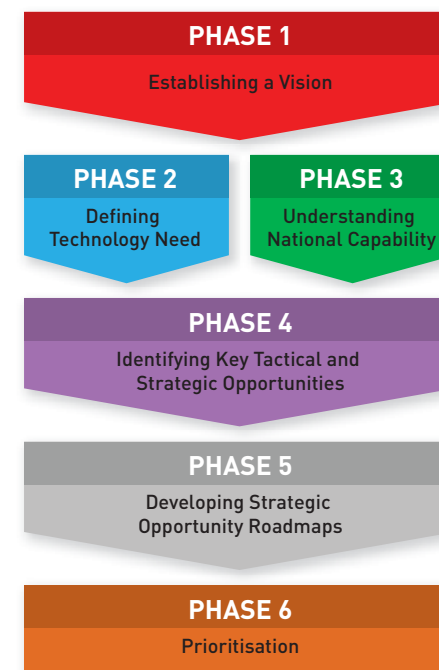 PHASE 1
Establishing a Vision
PHASE 2
Defining
Technology Need
PHASE 3
Understanding
National Capability
PHASE 4
Identifying Key Tactical and
Strategic Opportunities
PHASE 5
Developing Strategic
Opportunity Roadmaps
PHASE 6
Prioritisation